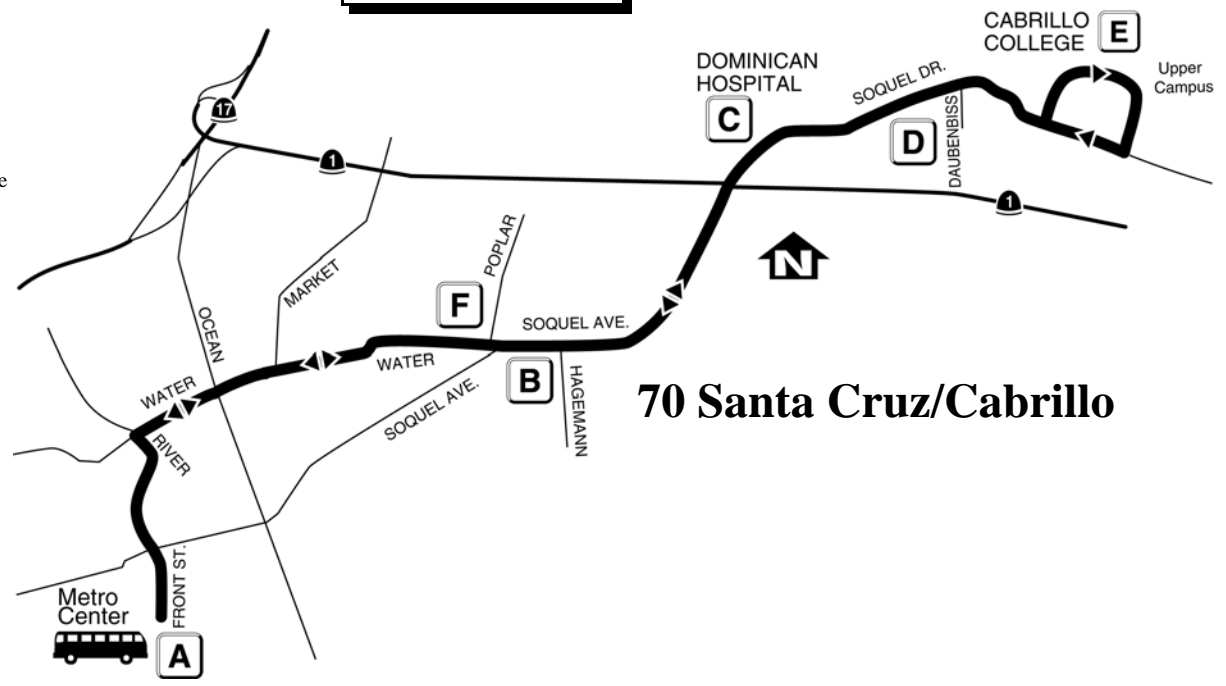 CABRILLO
COLLEGE
E
Upper
Campus
DOMINICAN
HOSPITAL
C
SOQUEL DR.
D
DAUBENBISS
17
1
1
e
N
POPLAR
MARKET
F
SOQUEL AVE.
OCEAN
WATER
B
HAGEMANN
SOQUEL AVE.
WATER
RIVER
70 Santa Cruz/Cabrillo
FRONT ST.
Metro
Center
A